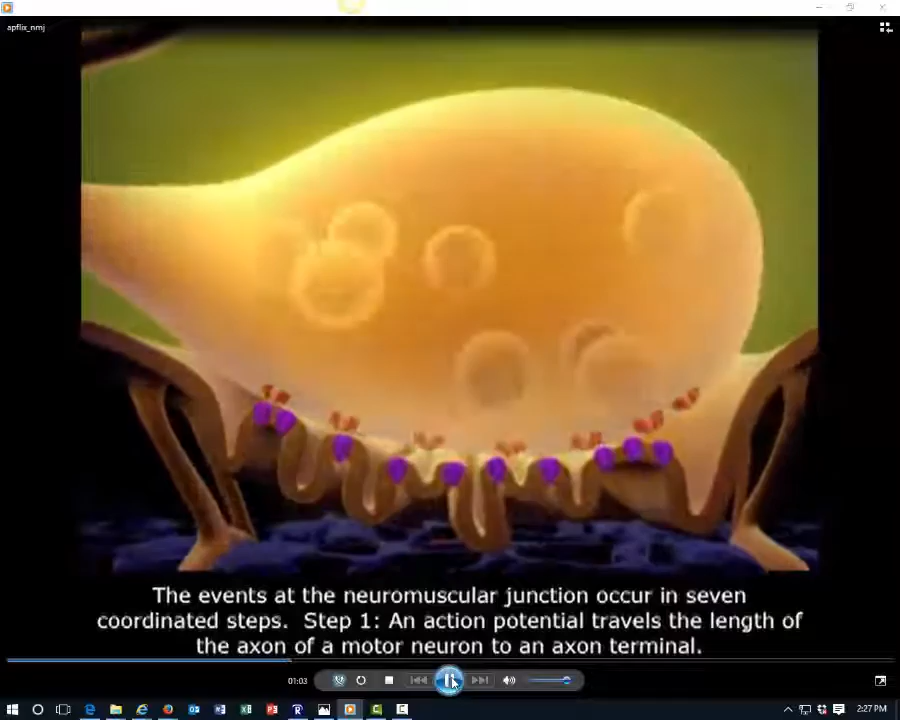 apflix_nmj
The events at the neuromuscular junction occur in seven
coordinated steps. Step 1: An action potential travels the length of
the axon of a motor neuron to an axon terminal.
01:03
2:27 PM